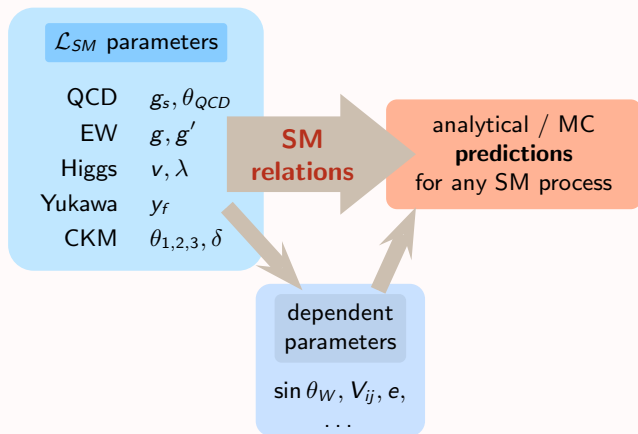 ℒ_SM parameters
QCD g_s, θ_QCD
EW g, g′
Higgs v, λ
Yukawa y_f
CKM θ_1,2,3, δ
SM
relations
analytical / MC
predictions
for any SM process
dependent
parameters
sin θ_W, V_ij, e,
...